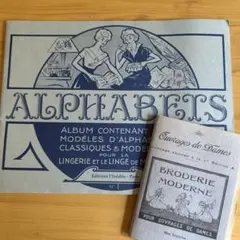 ALPHABETS
ALBUM CONTENANT
MODÈLES D'ALPHA
CLASSIQUES & MODE
POUR LA
LINGERIE ET LE LINGE DE
Ouvrages de Dames
BRODERIE
MODERNE
POUR OUVRAGES DE DAMES